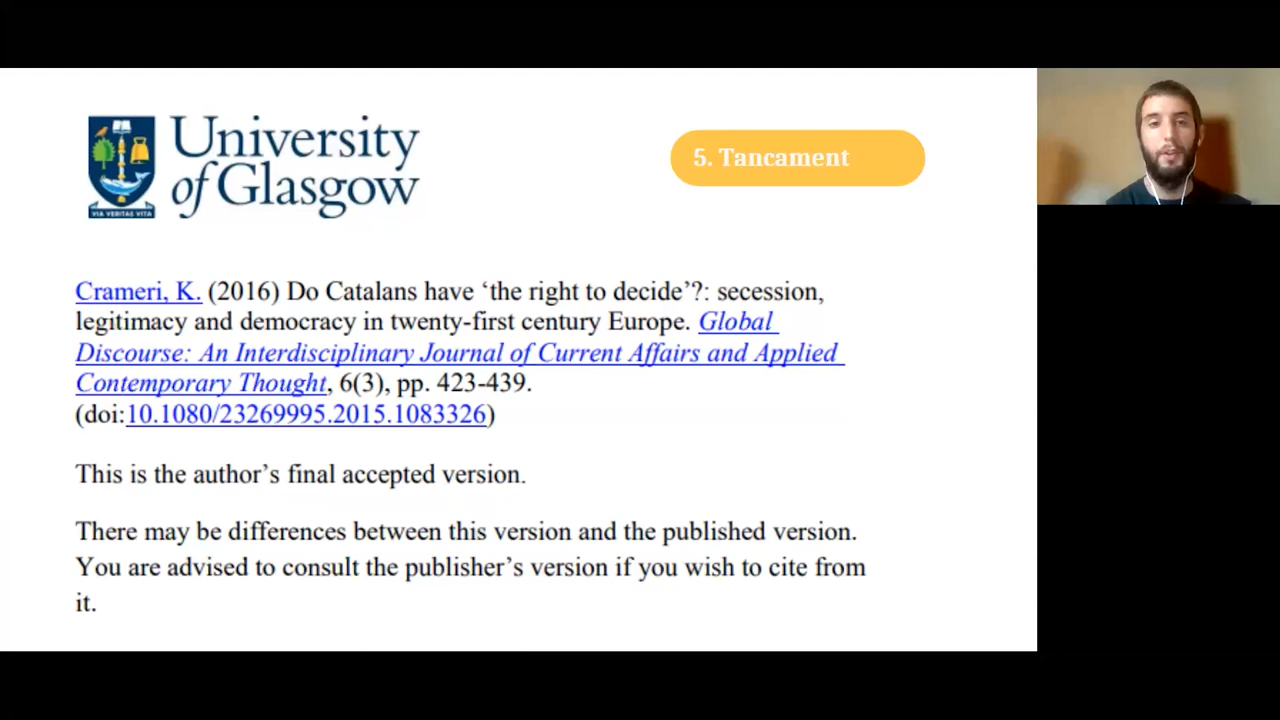 University
of Glasgow
VIA VERITAS VITA
5. Tancament
Crameri, K. (2016) Do Catalans have ‘the right to decide’?: secession,
legitimacy and democracy in twenty-first century Europe. Global
Discourse: An Interdisciplinary Journal of Current Affairs and Applied
Contemporary Thought, 6(3), pp. 423-439.
(doi:10.1080/23269995.2015.1083326)
This is the author’s final accepted version.
There may be differences between this version and the published version.
You are advised to consult the publisher’s version if you wish to cite from
it.